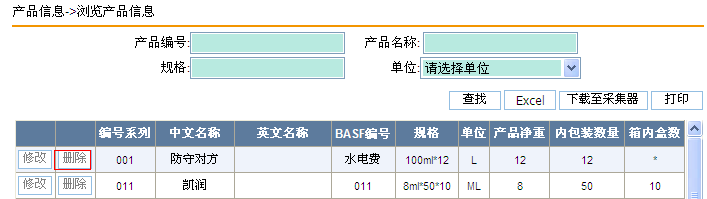 产品信息->浏览产品信息
产品编号: 产品名称:
规格: 单位: 请选择单位
查找 Excel 下载至采集器 打印
编号系列 中文名称 英文名称 BASF编号 规格 单位 产品净重 内包装数量 箱内盒数
修改 删除 001 防守对方 水电费 100ml*12 L 12 12 *
修改 删除 011 凯润 011 8ml*50*10 ML 8 50 10